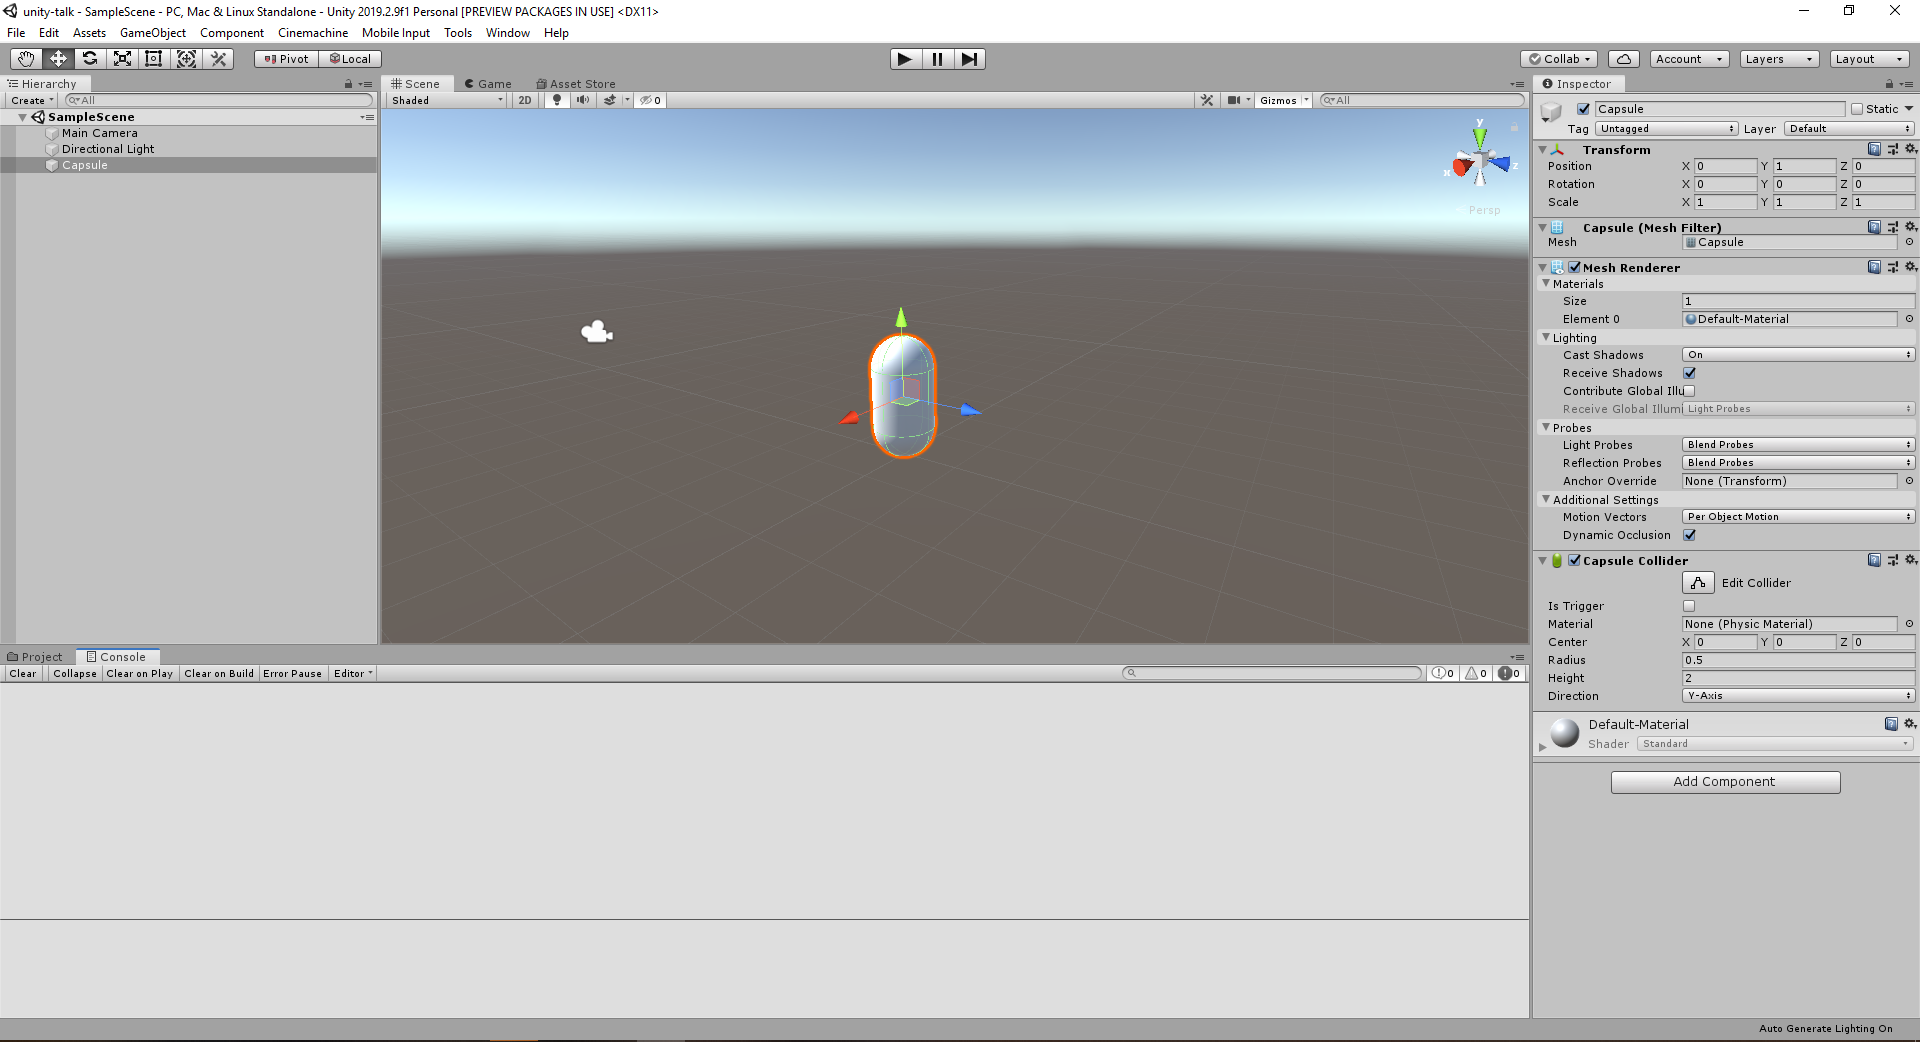 unity-talk - SampleScene - PC, Mac & Linux Standalone - Unity 2019.2.9f1 Personal [PREVIEW PACKAGES IN USE] <DX11>
File Edit Assets GameObject Component Cinemachine Mobile Input Tools Window Help
Pivot Local Collab Account Layers Layout
Hierarchy
Create All
SampleScene
Main Camera
Directional Light
Capsule
Scene Game Asset Store
Shaded 2D 0 Gizmos All
y
x
z
Persp
Project Console
Clear Collapse Clear on Play Clear on Build Error Pause Editor 0 0 0
Inspector
Capsule Static
Tag Untagged Layer Default
Transform
Position X 0 Y 1 Z 0
Rotation X 0 Y 0 Z 0
Scale X 1 Y 1 Z 1
Capsule (Mesh Filter)
Mesh Capsule
Mesh Renderer
Materials
Size 1
Element 0 Default-Material
Lighting
Cast Shadows On
Receive Shadows
Contribute Global Illu
Receive Global Illumi Light Probes
Probes
Light Probes Blend Probes
Reflection Probes Blend Probes
Anchor Override None (Transform)
Additional Settings
Motion Vectors Per Object Motion
Dynamic Occlusion
Capsule Collider
Edit Collider
Is Trigger
Material None (Physic Material)
Center X 0 Y 0 Z 0
Radius 0.5
Height 2
Direction Y-Axis
Default-Material
Shader Standard
Add Component
Auto Generate Lighting On